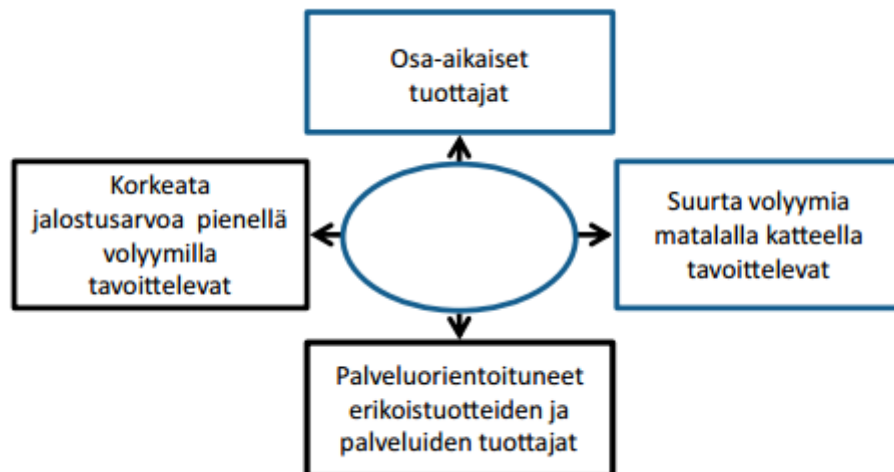 Osa-aikaiset
tuottajat
Korkeata
jalostusarvoa pienellä
volyymilla
tavoittelevat
Suurta volyymia
matalalla katteella
tavoittelevat
Palveluorientoituneet
erikoistuotteiden ja
palveluiden tuottajat